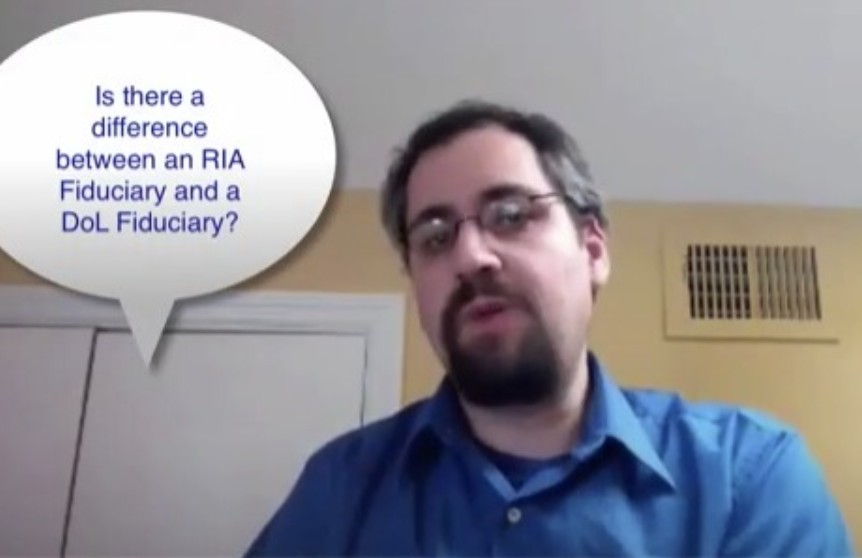 Is there a
difference
between an RIA
Fiduciary and a
DoL Fiduciary?